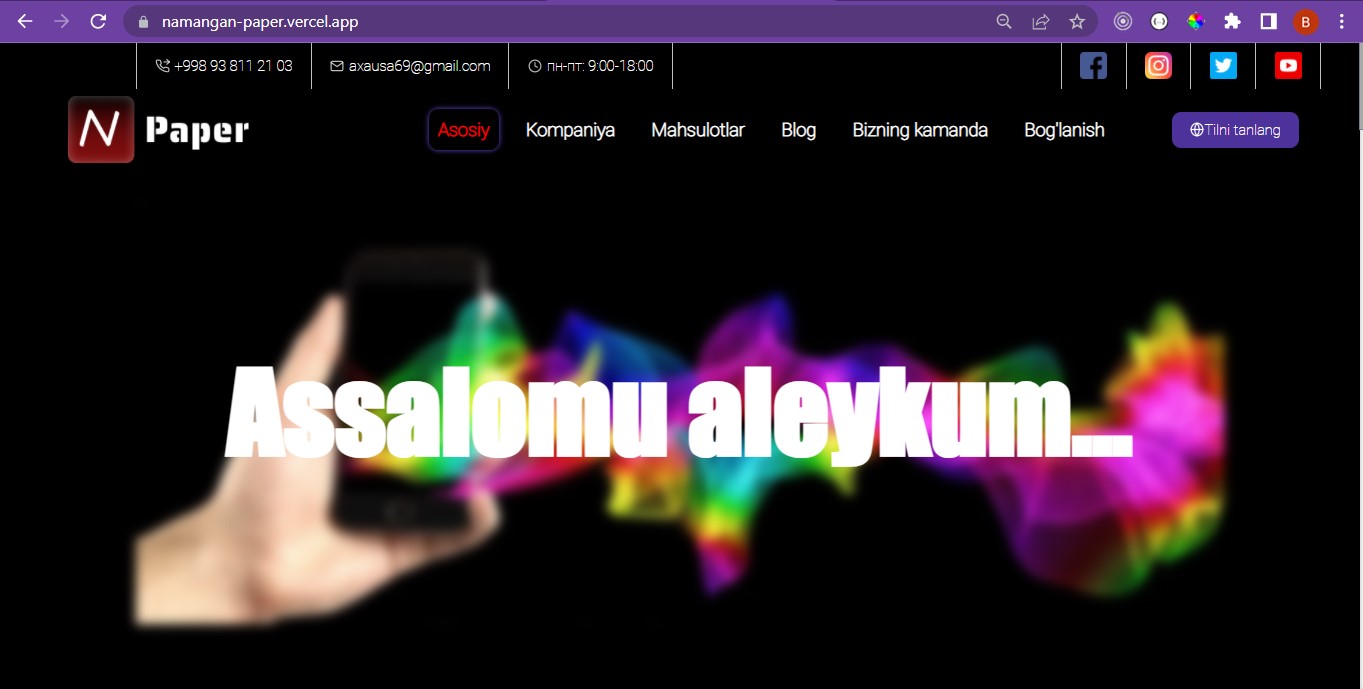 namangan-paper.vercel.app
B
+998 93 811 21 03 axausa69@gmail.com пн-пт: 9:00-18:00
N Paper Asosiy Kompaniya Mahsulotlar Blog Bizning kamanda Bog'lanish Tilni tanlang
Assalomu aleykum...